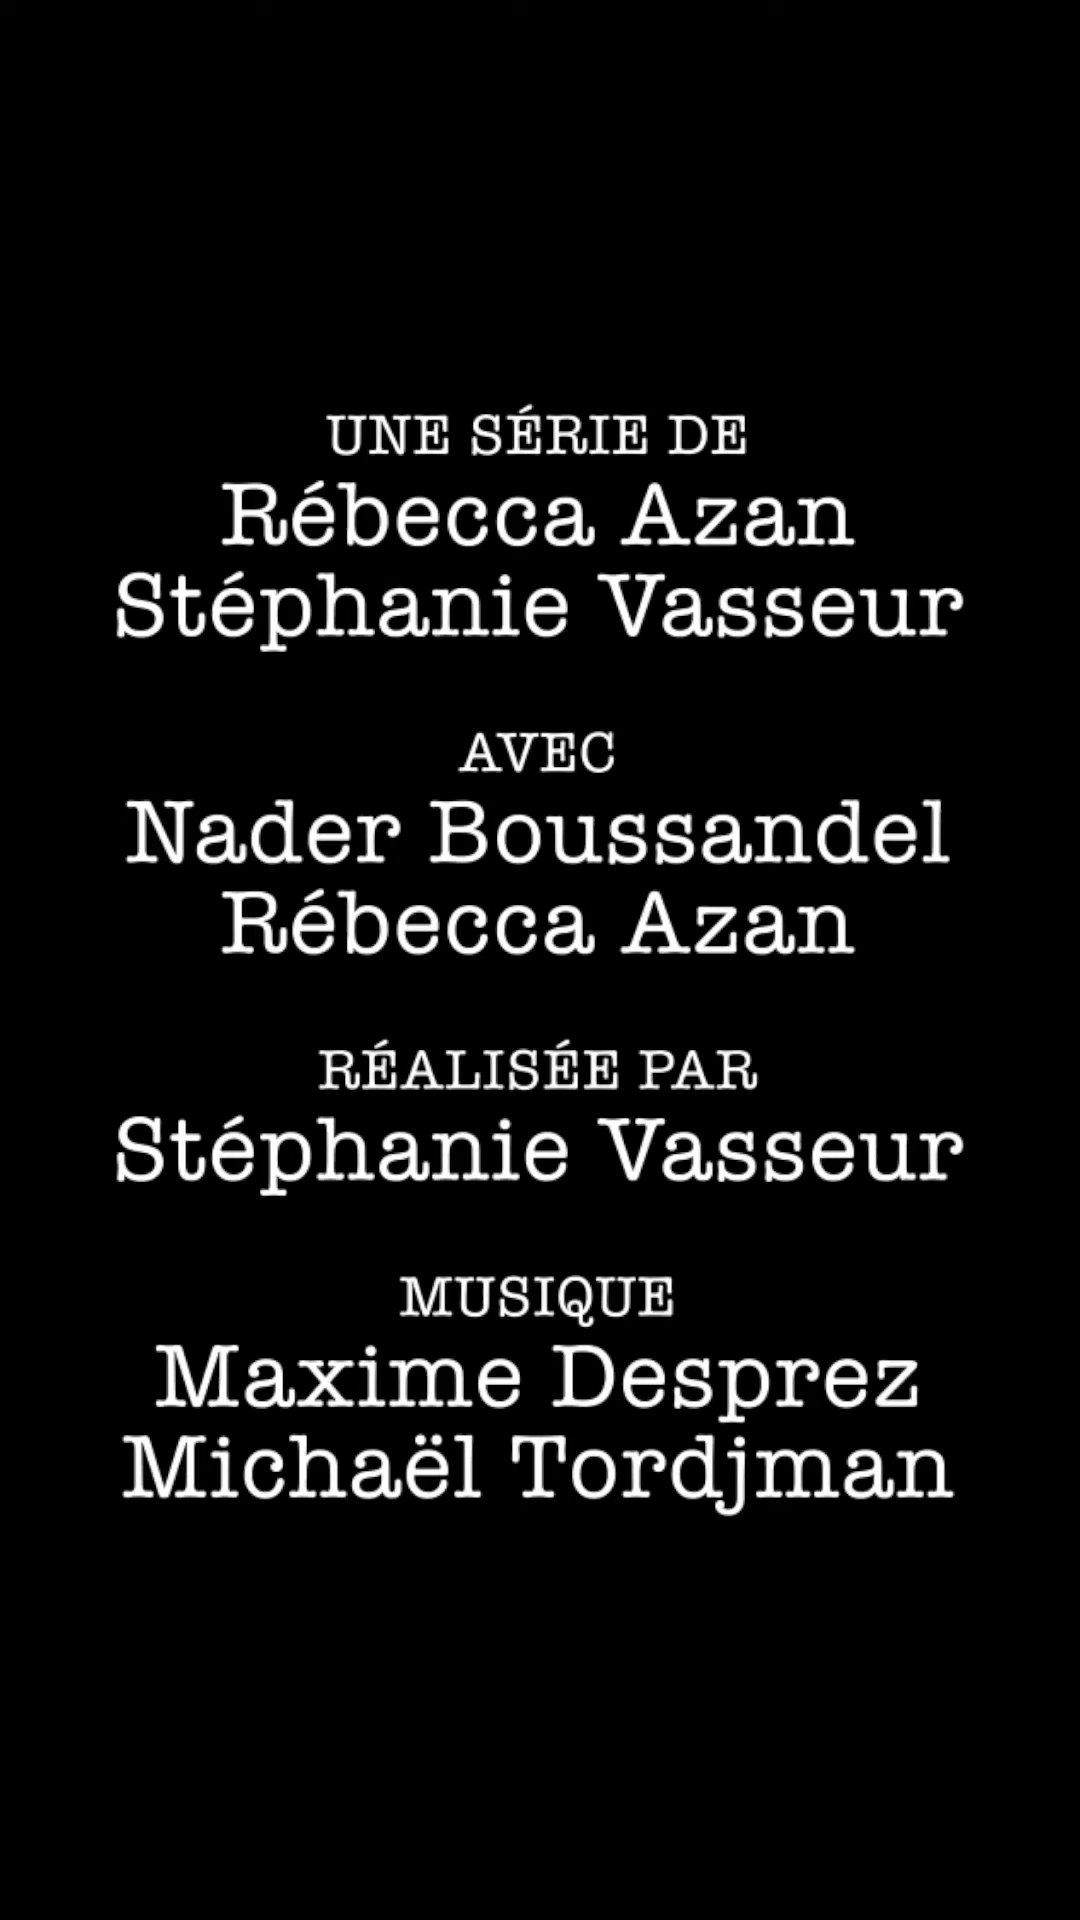 UNE SÉRIE DE
Rébecca Azan
Stéphanie Vasseur
AVEC
Nader Boussandel
Rébecca Azan
RÉALISÉE PAR
Stéphanie Vasseur
MUSIQUE
Maxime Desprez
Michaël Tordjman